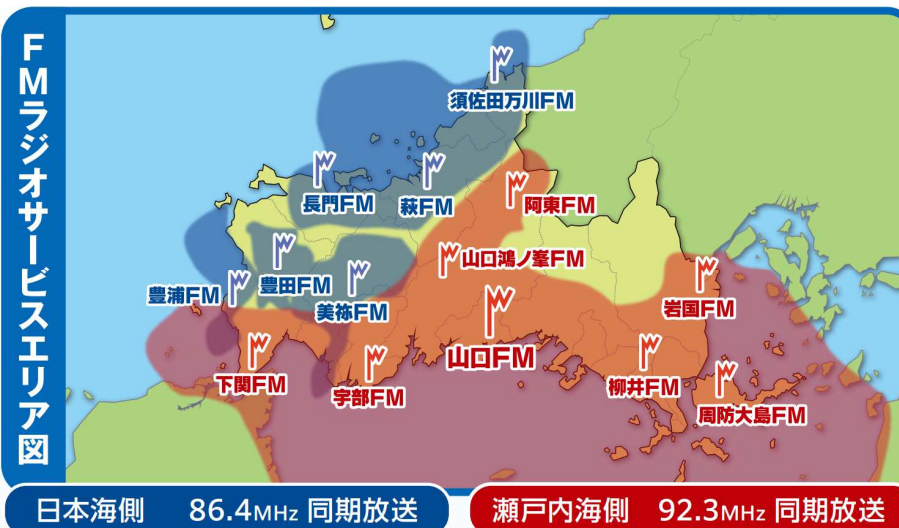 FMラジオサービスエリア図
須佐田万川FM
長門FM
萩FM
阿東FM
山口鴻ノ峯FM
豊浦FM
豊田FM
美祢FM
岩国FM
山口FM
下関FM
宇部FM
柳井FM
周防大島FM
日本海側 86.4MHz 同期放送
瀬戸内海側 92.3MHz 同期放送